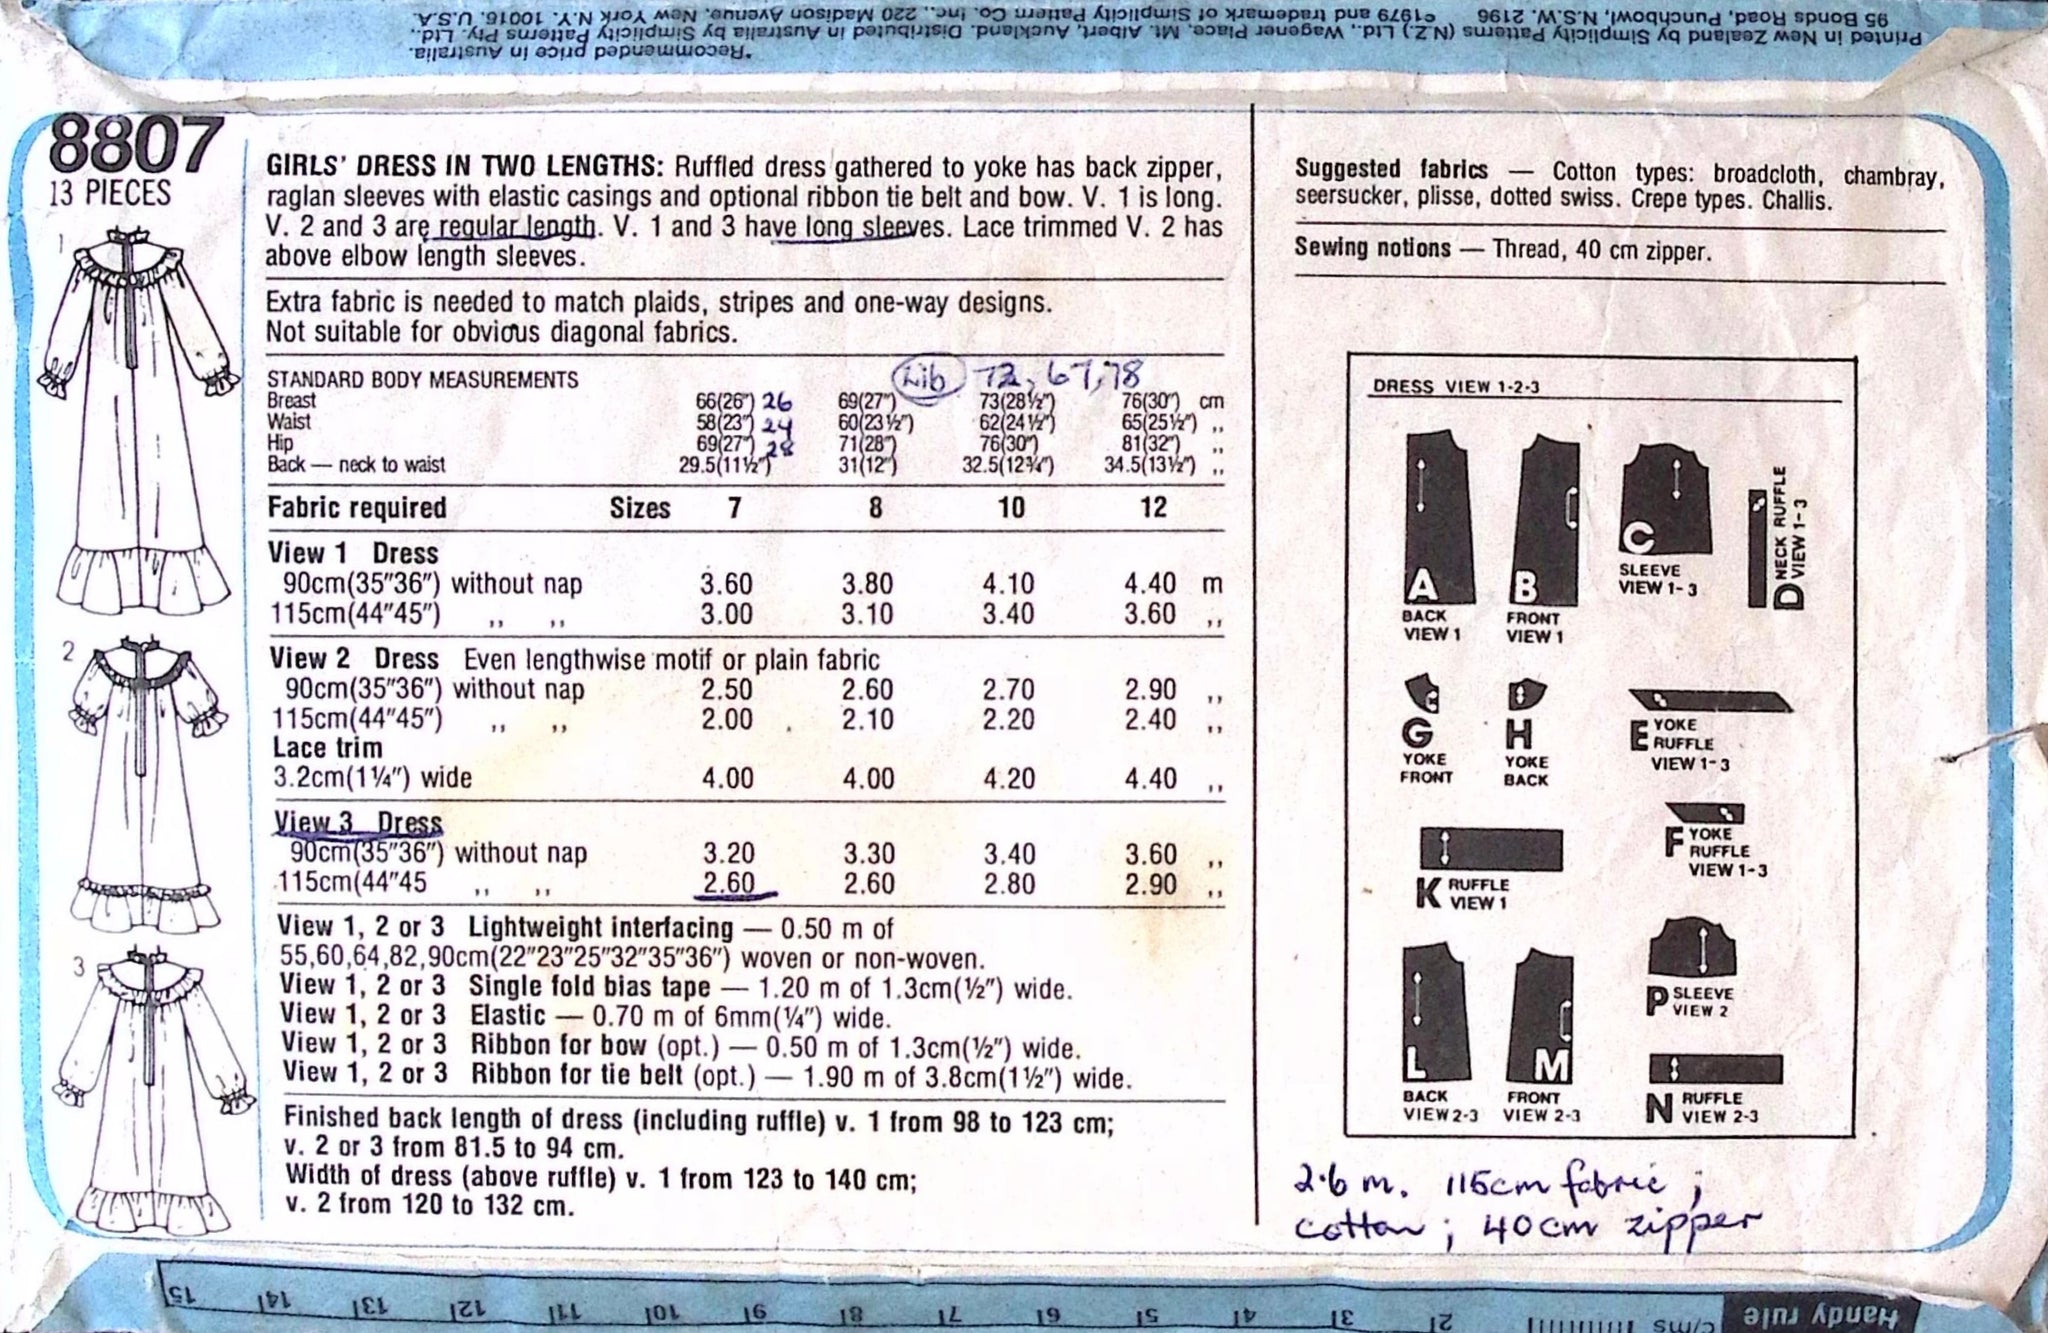 *Recommended price in Australia.
Printed in New Zealand by Simplicity Patterns (N.Z.) Ltd., Wagener Place, Mt. Albert, Auckland. Distributed in Australia by Simplicity Patterns Pty. Ltd.,
95 Bonds Road, Punchbowl, N.S.W. 2196 ©1979 and trademark of Simplicity Pattern Co. Inc., 220 Madison Avenue, New York N.Y. 10016. U.S.A.
8807
13 PIECES
1
2
3
GIRLS' DRESS IN TWO LENGTHS: Ruffled dress gathered to yoke has back zipper,
raglan sleeves with elastic casings and optional ribbon tie belt and bow. V. 1 is long.
V. 2 and 3 are regular length. V. 1 and 3 have long sleeves. Lace trimmed V. 2 has
above elbow length sleeves.
Extra fabric is needed to match plaids, stripes and one-way designs.
Not suitable for obvious diagonal fabrics.
Lib 72, 67, 78
STANDARD BODY MEASUREMENTS
Breast 66(26") 26 69(27") 73(28½") 76(30") cm
Waist 58(23") 24 60(23½") 62(24½") 65(25½") ,,
Hip 69(27") 28 71(28") 76(30") 81(32") ,,
Back — neck to waist 29.5(11½") 31(12") 32.5(12¾") 34.5(13½") ,,
Fabric required Sizes 7 8 10 12
View 1 Dress
90cm(35"36") without nap 3.60 3.80 4.10 4.40 m
115cm(44"45") ,, ,, 3.00 3.10 3.40 3.60 ,,
View 2 Dress Even lengthwise motif or plain fabric
90cm(35"36") without nap 2.50 2.60 2.70 2.90 ,,
115cm(44"45") ,, ,, 2.00 2.10 2.20 2.40 ,,
Lace trim
3.2cm(1¼") wide 4.00 4.00 4.20 4.40 ,,
View 3 Dress
90cm(35"36") without nap 3.20 3.30 3.40 3.60 ,,
115cm(44"45 ,, ,, 2.60 2.60 2.80 2.90 ,,
View 1, 2 or 3 Lightweight interfacing — 0.50 m of
55,60,64,82,90cm(22"23"25"32"35"36") woven or non-woven.
View 1, 2 or 3 Single fold bias tape — 1.20 m of 1.3cm(½") wide.
View 1, 2 or 3 Elastic — 0.70 m of 6mm(¼") wide.
View 1, 2 or 3 Ribbon for bow (opt.) — 0.50 m of 1.3cm(½") wide.
View 1, 2 or 3 Ribbon for tie belt (opt.) — 1.90 m of 3.8cm(1½") wide.
Finished back length of dress (including ruffle) v. 1 from 98 to 123 cm;
v. 2 or 3 from 81.5 to 94 cm.
Width of dress (above ruffle) v. 1 from 123 to 140 cm;
v. 2 from 120 to 132 cm.
Suggested fabrics — Cotton types: broadcloth, chambray,
seersucker, plisse, dotted swiss. Crepe types. Challis.
Sewing notions — Thread, 40 cm zipper.
DRESS VIEW 1-2-3
A
BACK
VIEW 1
B
FRONT
VIEW 1
C
SLEEVE
VIEW 1-3
D NECK RUFFLE
VIEW 1-3
G
YOKE
FRONT
H
YOKE
BACK
E YOKE
RUFFLE
VIEW 1-3
F YOKE
RUFFLE
VIEW 1-3
K RUFFLE
VIEW 1
P SLEEVE
VIEW 2
L
BACK
VIEW 2-3
M
FRONT
VIEW 2-3
N RUFFLE
VIEW 2-3
2.6 m. 115cm fabric ;
cotton ; 40cm zipper
Handy rule
c/ms 2 3 4 5 6 7 8 9 10 11 12 13 14 15